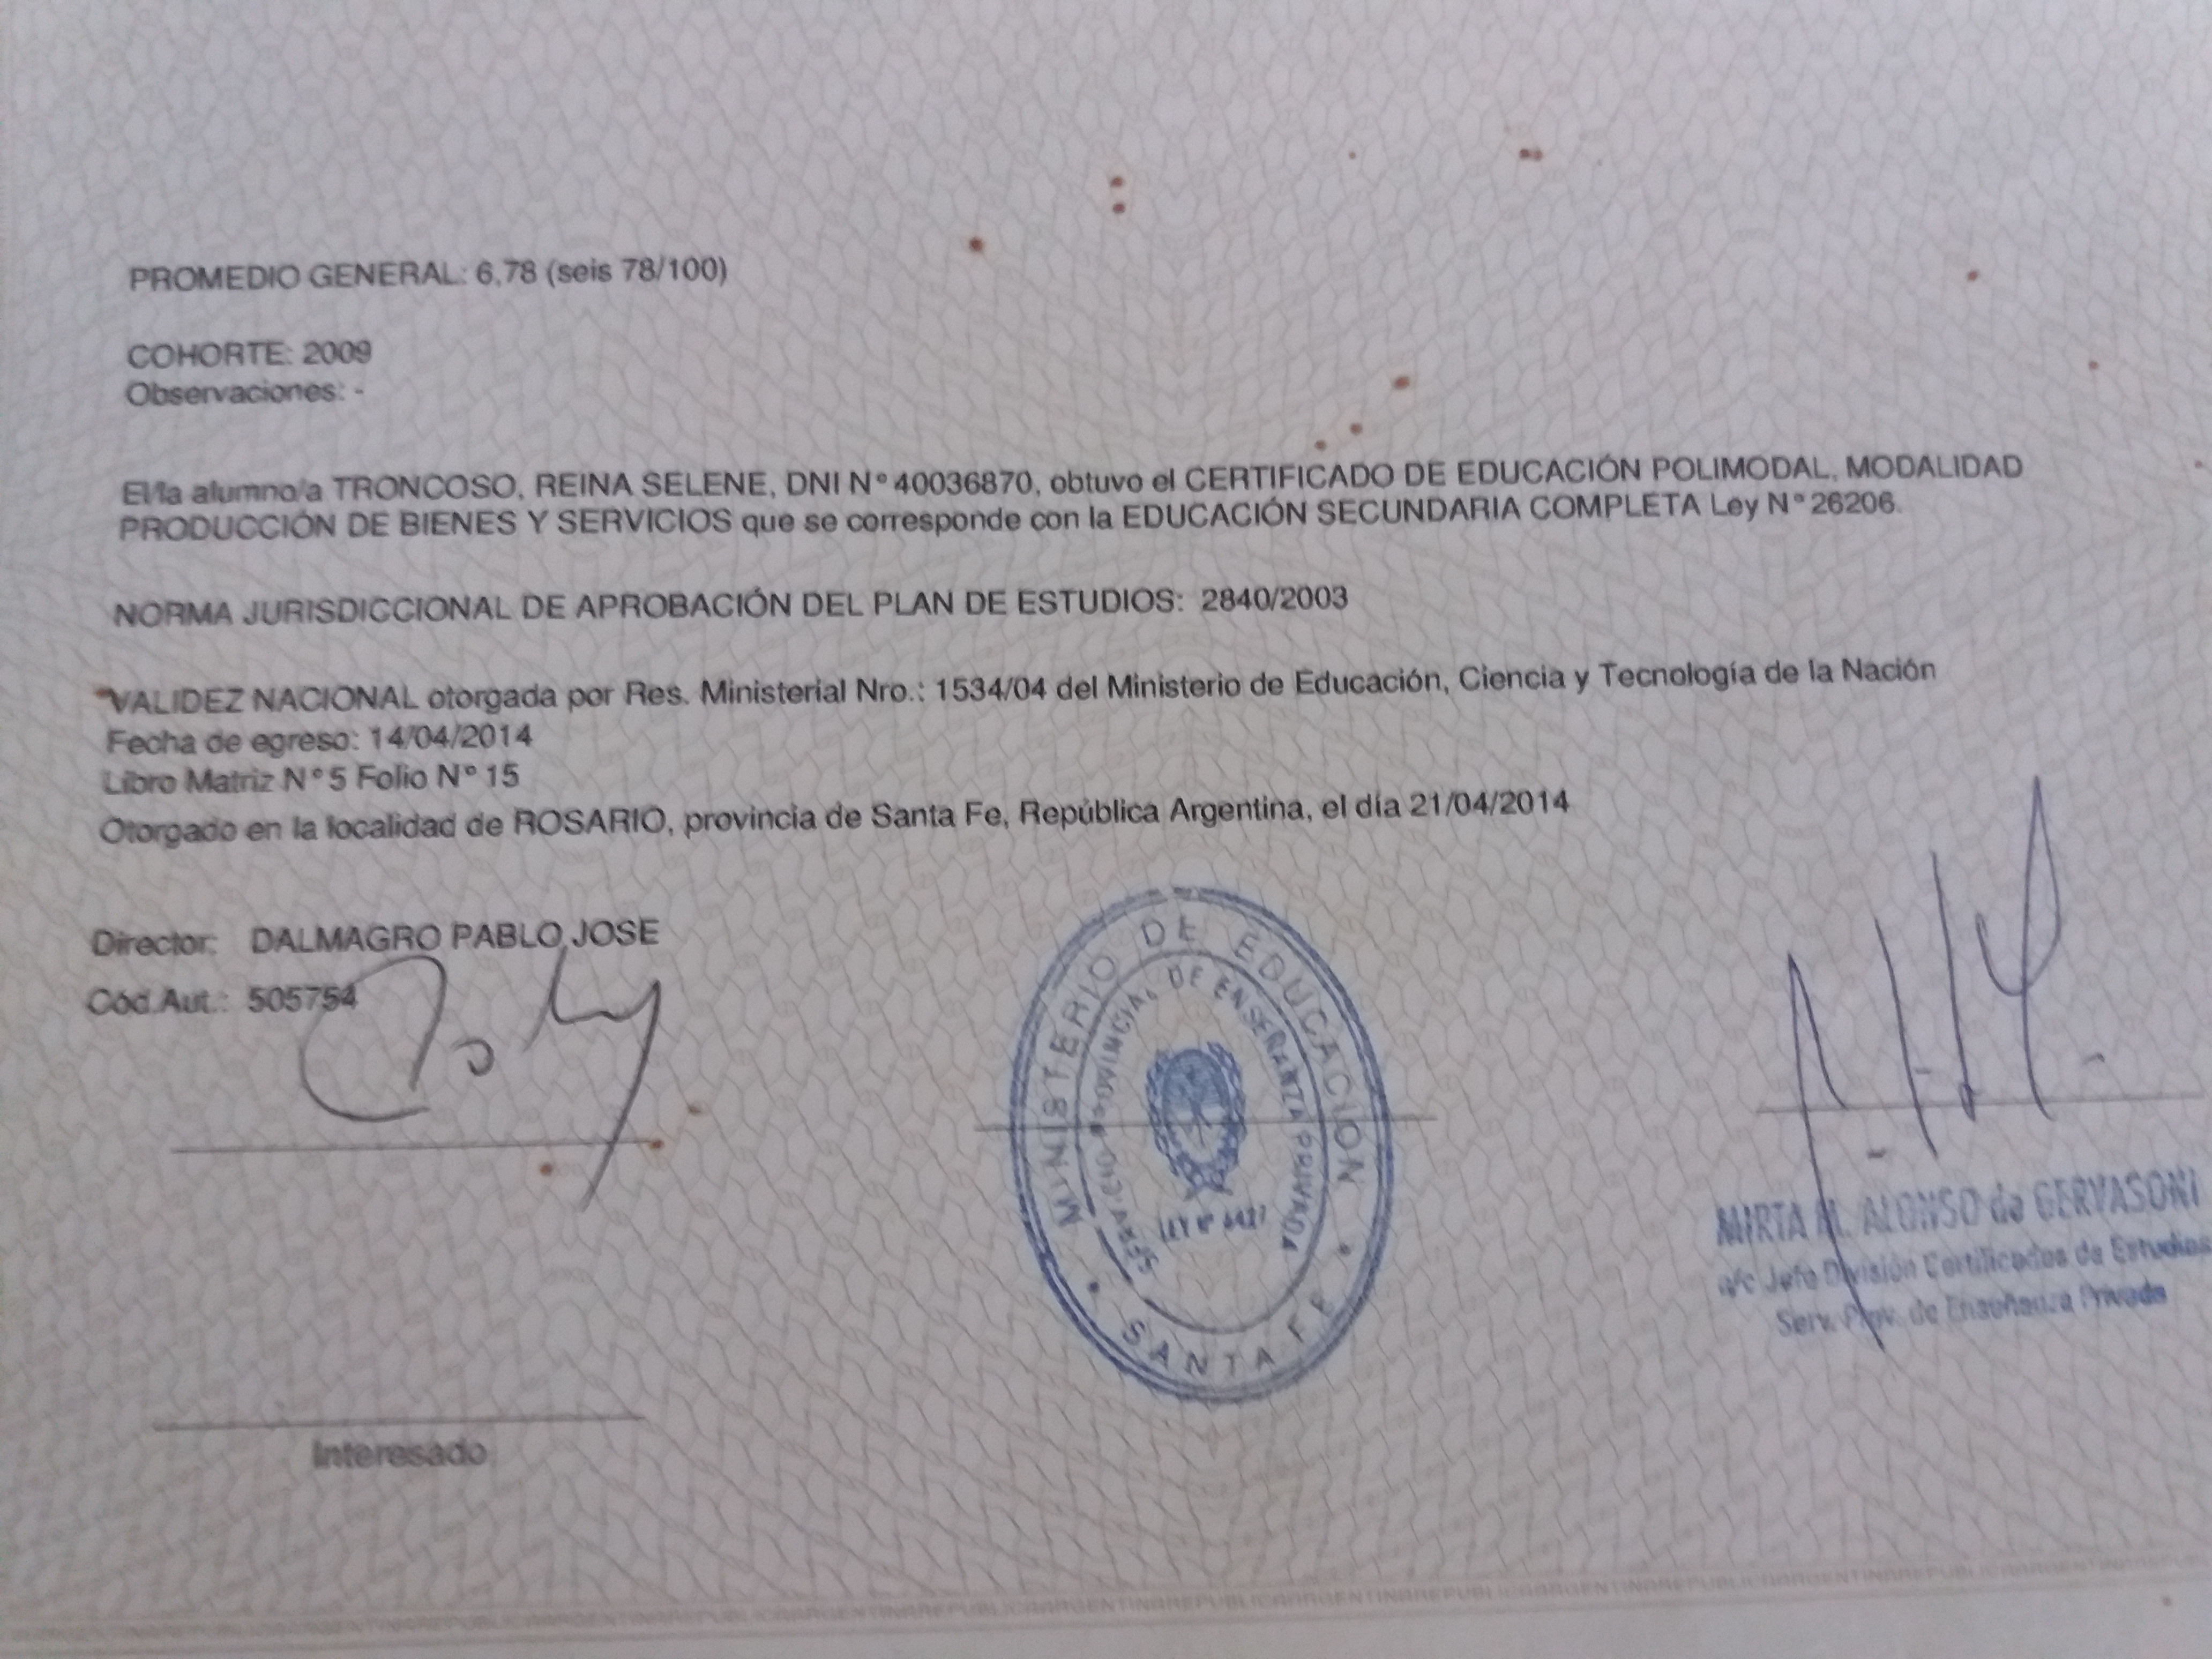 PROMEDIO GENERAL: 6,78 (seis 78/100)
COHORTE: 2009
Observaciones: -
El/la alumno/a TRONCOSO, REINA SELENE, DNI N° 40036870, obtuvo el CERTIFICADO DE EDUCACIÓN POLIMODAL, MODALIDAD
PRODUCCIÓN DE BIENES Y SERVICIOS que se corresponde con la EDUCACIÓN SECUNDARIA COMPLETA Ley N° 26206.
NORMA JURISDICCIONAL DE APROBACIÓN DEL PLAN DE ESTUDIOS: 2840/2003
VALIDEZ NACIONAL otorgada por Res. Ministerial Nro.: 1534/04 del Ministerio de Educación, Ciencia y Tecnología de la Nación
Fecha de egreso: 14/04/2014
Libro Matriz N° 5 Folio N° 15
Otorgado en la localidad de ROSARIO, provincia de Santa Fe, República Argentina, el día 21/04/2014
Director: DALMAGRO PABLO JOSE
Cód.Aut.: 505754
MINISTERIO DE EDUCACION
SERVICIO PROVINCIAL DE ENSEÑANZA PRIVADA
SANTA FE
MIRTA M. ALONSO de GERVASONI
a/c Jefe División Certificados de Estudios
Serv. Prov. de Enseñanza Privada
Interesado